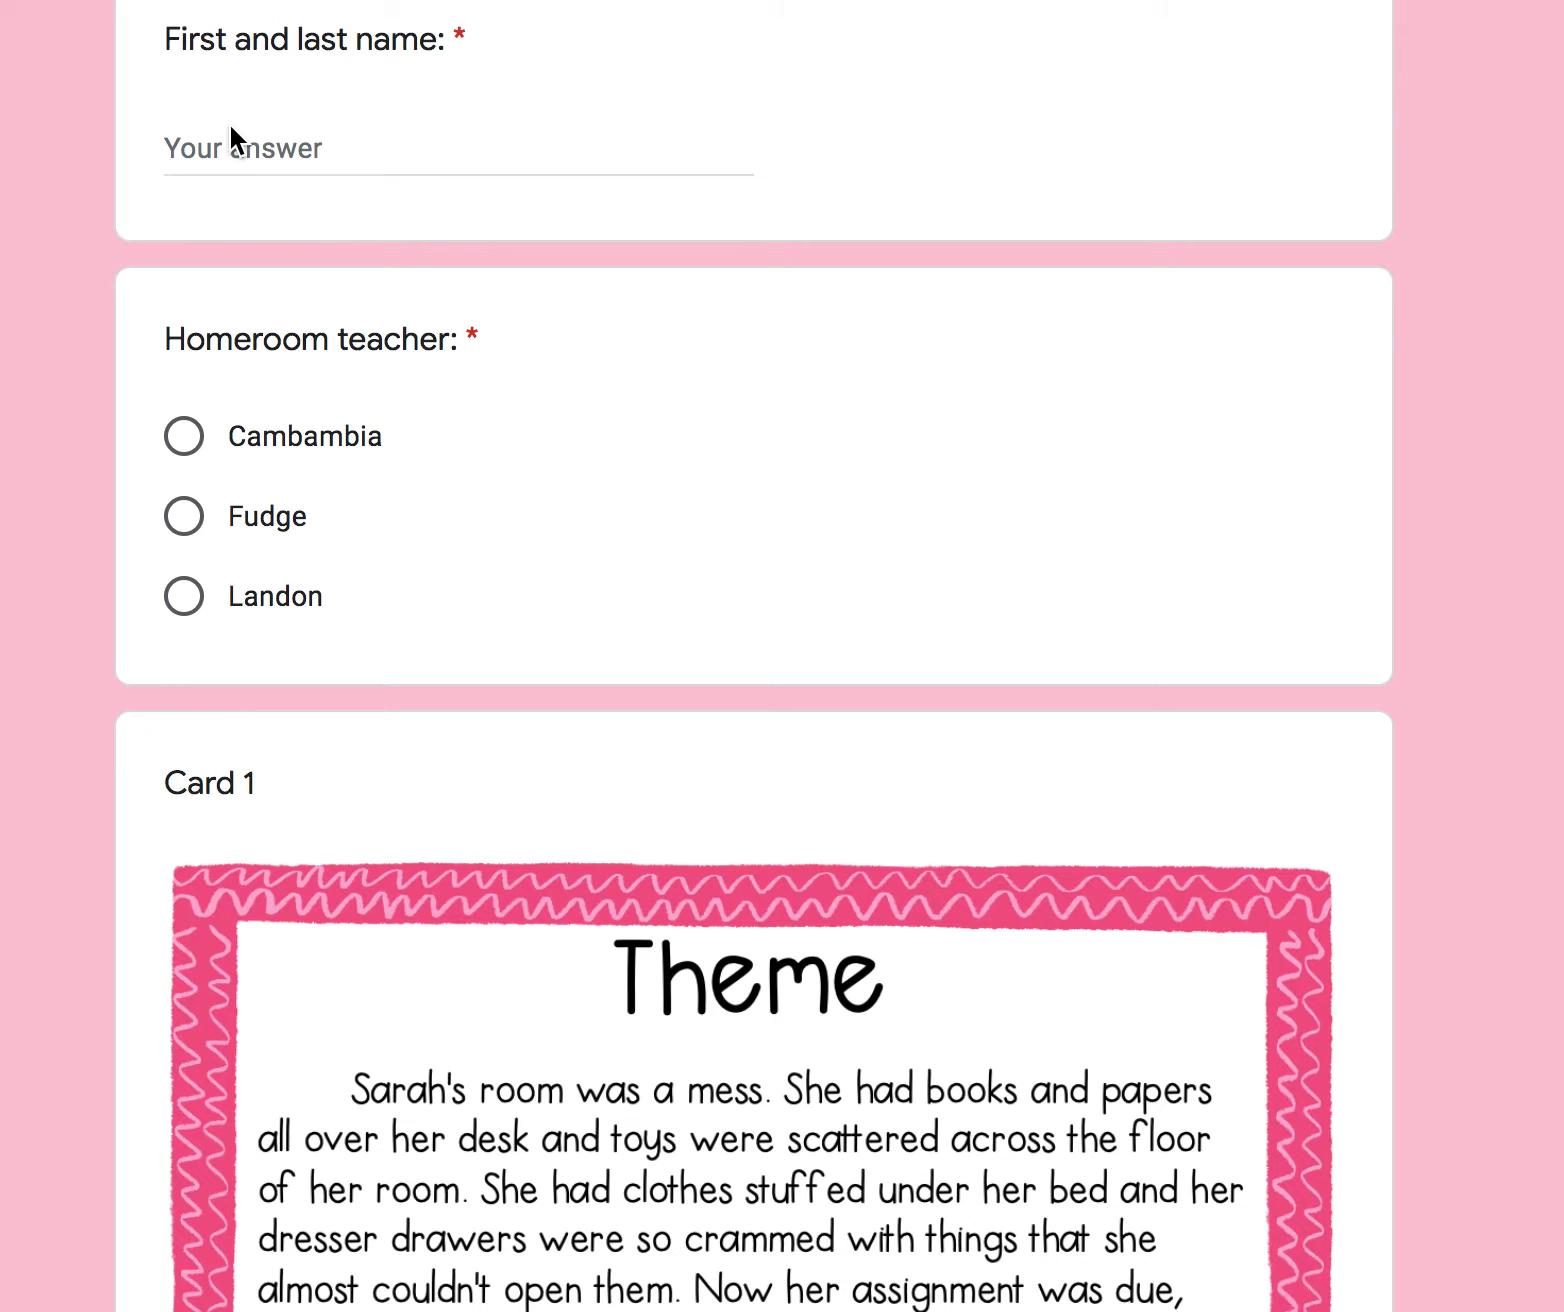 First and last name: *
Your answer
Homeroom teacher: *
Cambambia
Fudge
Landon
Card 1
Theme
Sarah's room was a mess. She had books and papers
all over her desk and toys were scattered across the floor
of her room. She had clothes stuffed under her bed and her
dresser drawers were so crammed with things that she
almost couldn't open them. Now her assignment was due,